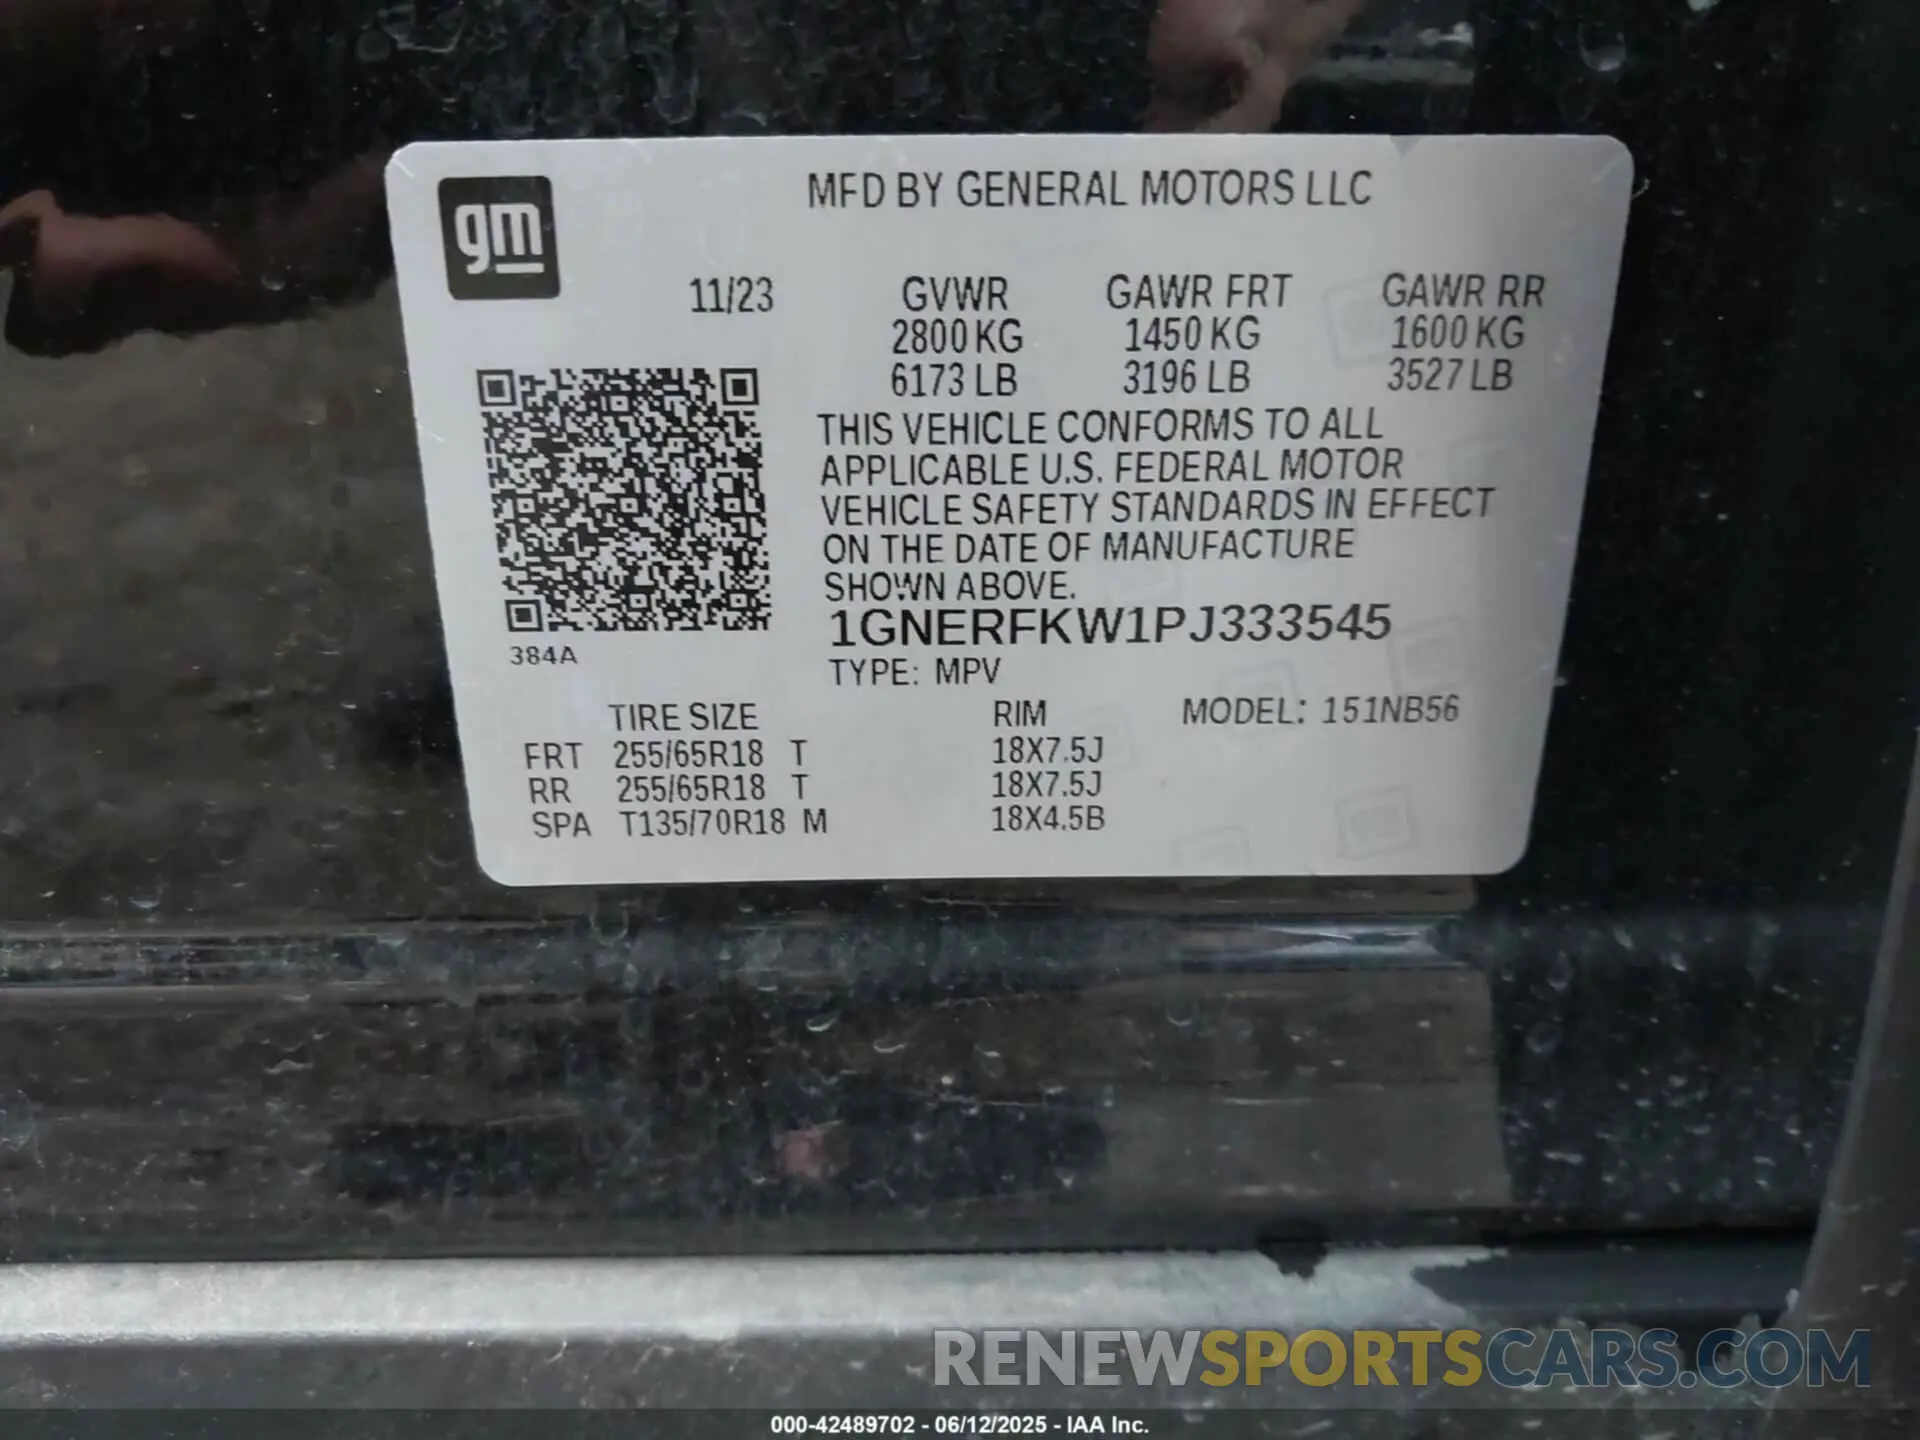 gm
MFD BY GENERAL MOTORS LLC
11/23 GVWR GAWR FRT GAWR RR
2800 KG 1450 KG 1600 KG
6173 LB 3196 LB 3527 LB
THIS VEHICLE CONFORMS TO ALL
APPLICABLE U.S. FEDERAL MOTOR
VEHICLE SAFETY STANDARDS IN EFFECT
ON THE DATE OF MANUFACTURE
SHOWN ABOVE.
1GNERFKW1PJ333545
384A
TYPE: MPV
TIRE SIZE RIM MODEL: 151NB56
FRT 255/65R18 T 18X7.5J
RR 255/65R18 T 18X7.5J
SPA T135/70R18 M 18X4.5B
RENEWSPORTSCARS.COM
000-42489702 - 06/12/2025 - IAA Inc.